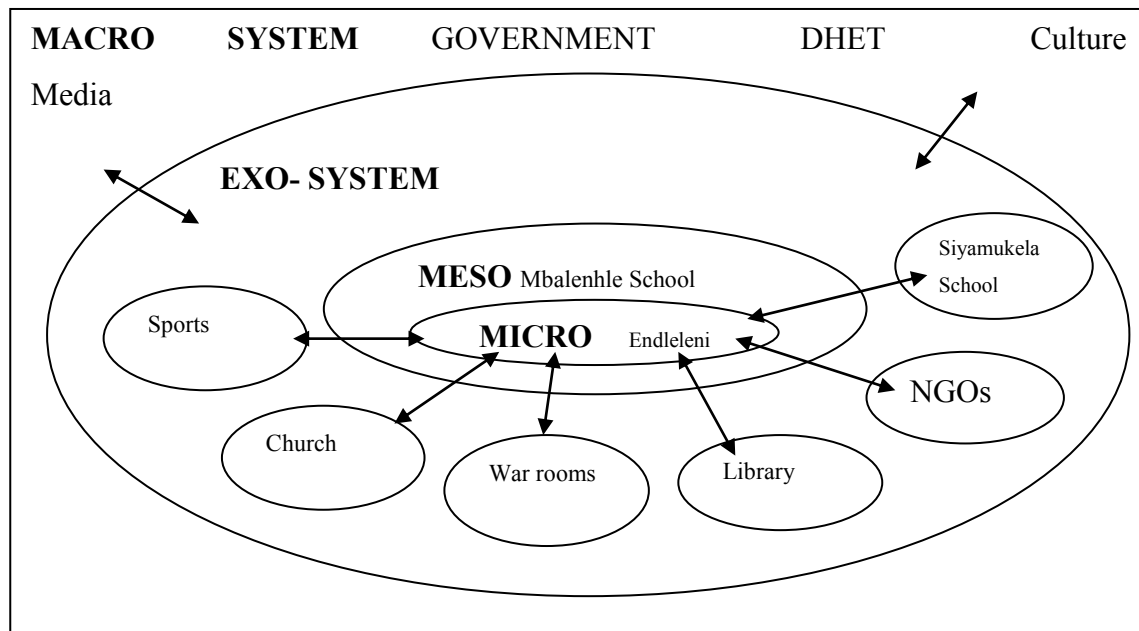 MACRO SYSTEM GOVERNMENT DHET Culture
Media
EXO- SYSTEM
Siyamukela
School
MESO Mbalenhle School
Sports
MICRO Endleleni
NGOs
Church
War rooms
Library